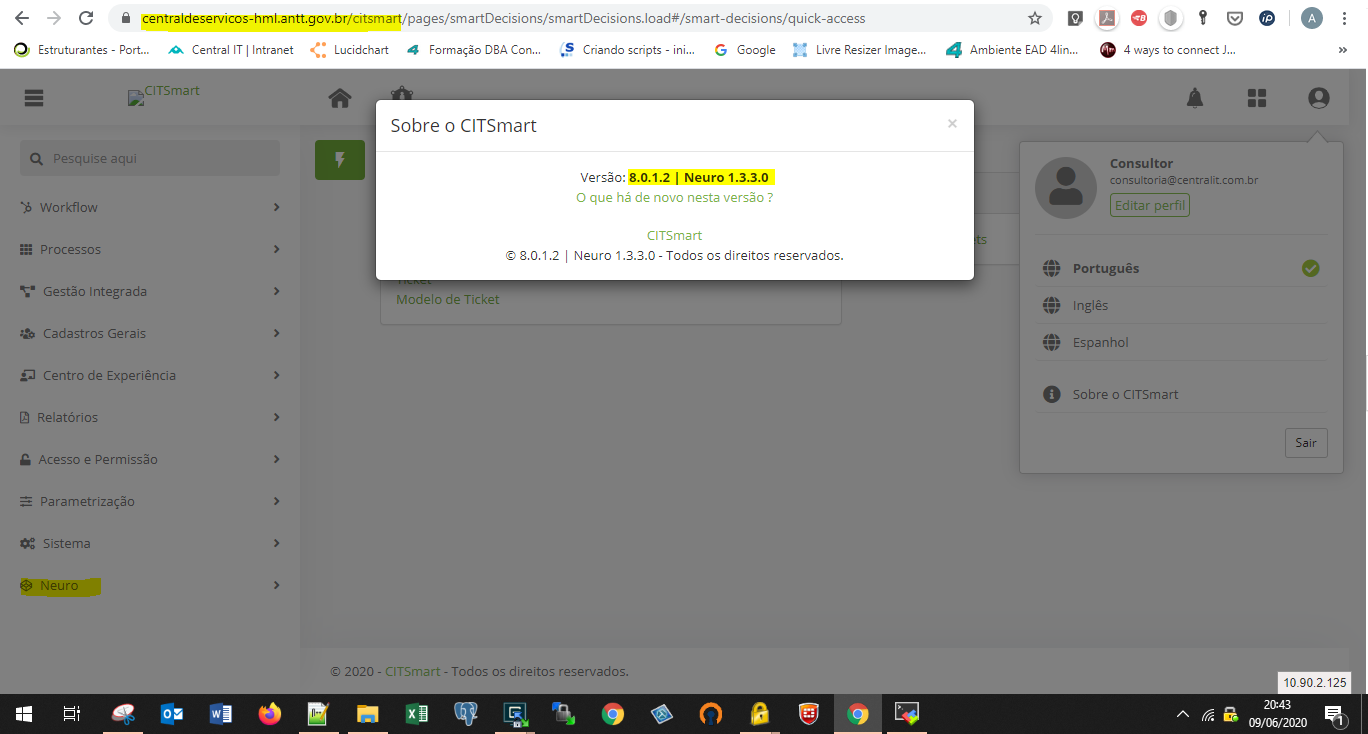 centraldeservicos-hml.antt.gov.br/citsmart/pages/smartDecisions/smartDecisions.load#/smart-decisions/quick-access
A
Estruturantes - Port...
Central IT | Intranet
Lucidchart
Formação DBA Con...
Criando scripts - ini...
Google
Livre Resizer Image...
Ambiente EAD 4lin...
4 ways to connect J...
»
CITSmart
Sobre o CITSmart
×
Versão: 8.0.1.2 | Neuro 1.3.3.0
O que há de novo nesta versão ?
CITSmart
© 8.0.1.2 | Neuro 1.3.3.0 - Todos os direitos reservados.
Pesquise aqui
Workflow
Processos
Gestão Integrada
Cadastros Gerais
Centro de Experiência
Relatórios
Acesso e Permissão
Parametrização
Sistema
Neuro
Ticket
Modelo de Ticket
ets
Consultor
consultoria@centralit.com.br
Editar perfil
Português
Inglês
Espanhol
Sobre o CITSmart
Sair
© 2020 - CITSmart - Todos os direitos reservados.
10.90.2.125
20:43
09/06/2020
1